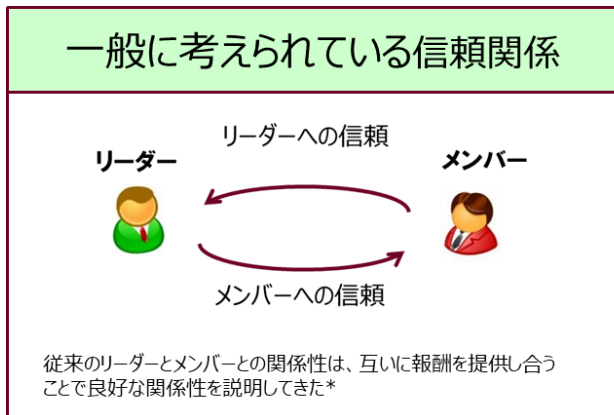 一般に考えられている信頼関係
リーダーへの信頼
リーダー
メンバー
メンバーへの信頼
従来のリーダーとメンバーとの関係性は、互いに報酬を提供し合う
ことで良好な関係性を説明してきた*